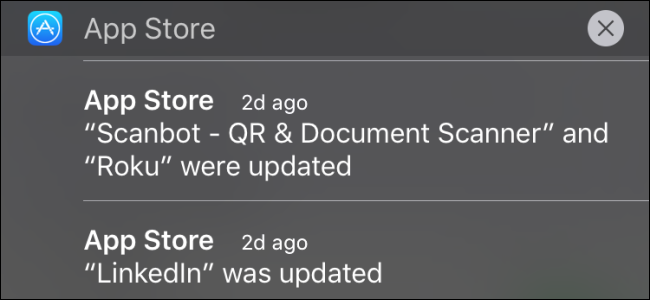 App Store
App Store 2d ago
“Scanbot - QR & Document Scanner” and
“Roku” were updated
App Store 2d ago
“LinkedIn” was updated